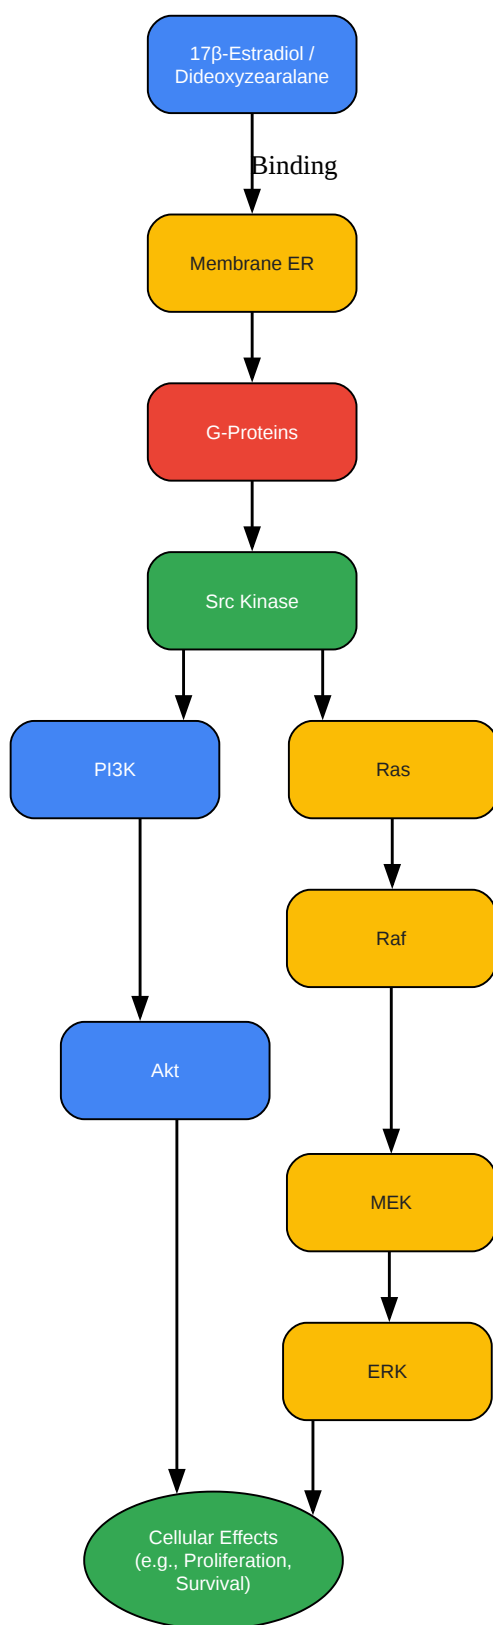 17β-Estradiol /
Dideoxyzearalane
Binding
Membrane ER
G-Proteins
Src Kinase
PI3K
Ras
Raf
Akt
MEK
ERK
Cellular Effects
(e.g., Proliferation,
Survival)